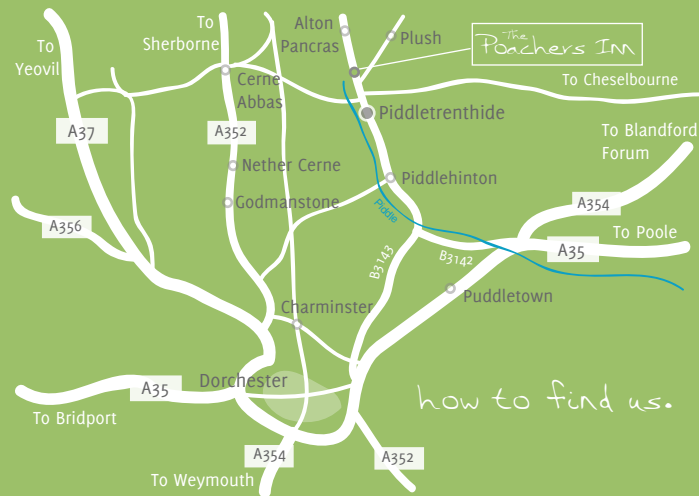 Alton
Pancras
Plush
The
Poachers Inn
To
Yeovil
To
Sherborne
Cerne
Abbas
To Cheselbourne
Piddletrenthide
To Blandford
Forum
A37
A352
Nether Cerne
Piddlehinton
Godmanstone
A354
Piddle
A356
To Poole
A35
B3143
B3142
Puddletown
Charminster
Dorchester
A35
how to find us.
To Bridport
A354
A352
To Weymouth